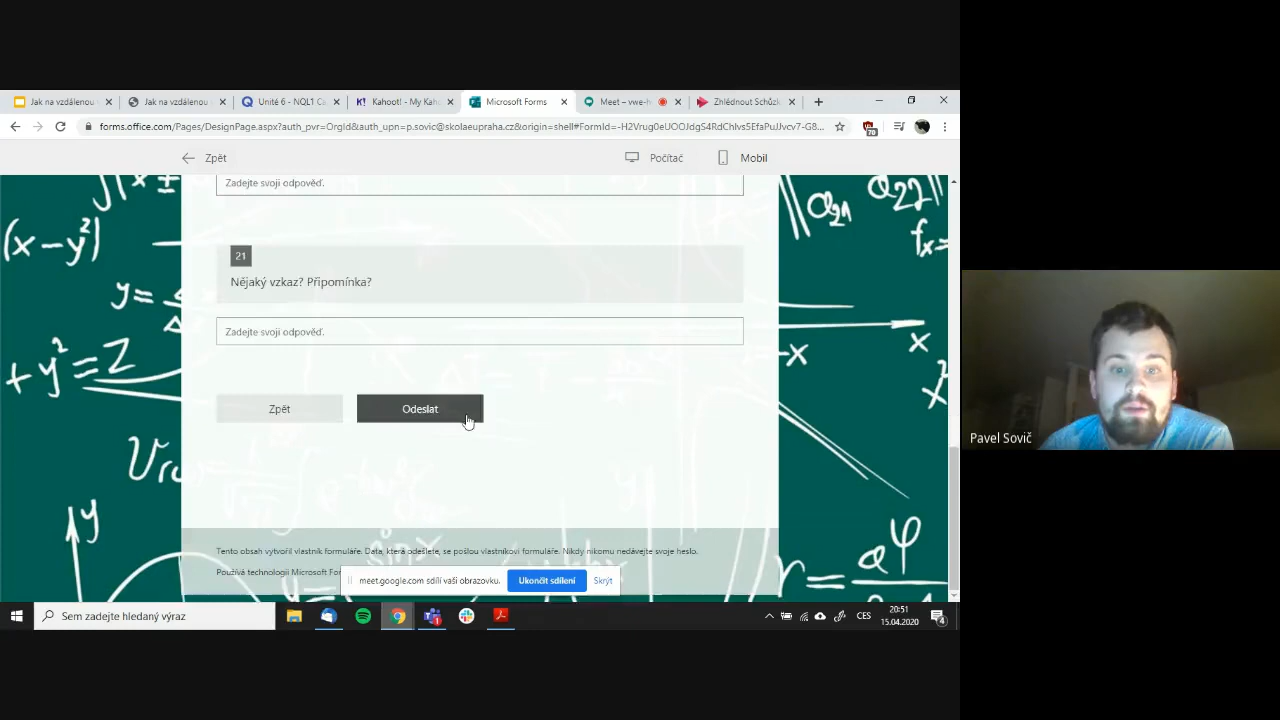 Jak na vzdálenou
Jak na vzdálenou
Unité 6 - NQL1 Ca
Kahoot! - My Kah
Microsoft Forms
Meet – vwe-h
Zhlédnout Schůzk
forms.office.com/Pages/DesignPage.aspx?auth_pvr=OrgId&auth_upn=p.sovic@skolaeupraha.cz&origin=shell#FormId=-H2Vrug0eUOOJdgS4RdChIvs5EfaPuJJvcv7-G8...
70
Zpět
Počítač
Mobil
Zadejte svoji odpověď.
21
Nějaký vzkaz? Připomínka?
Zadejte svoji odpověď.
Zpět
Odeslat
Tento obsah vytvořil vlastník formuláře. Data, která odešlete, se pošlou vlastníkovi formuláře. Nikdy nikomu nedávejte svoje heslo.
Používá technologii Microsoft For
meet.google.com sdílí vaši obrazovku.
Ukončit sdílení
Skrýt
Sem zadejte hledaný výraz
CES
20:51
15.04.2020
4
Pavel Sovič